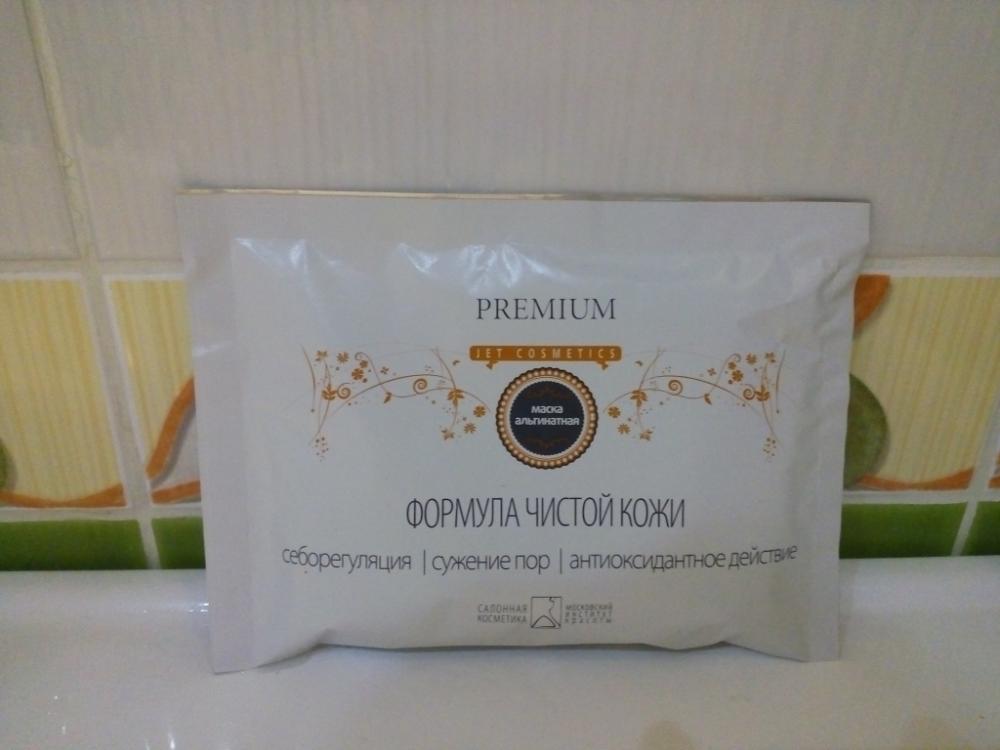 PREMIUM
JET COSMETICS
маска
альгинатная
ФОРМУЛА ЧИСТОЙ КОЖИ
себорегуляция | сужение пор | антиоксидантное действие
САЛОННАЯ
КОСМЕТИКА
МОСКОВСКИЙ
ИНСТИТУТ
КРАСОТЫ